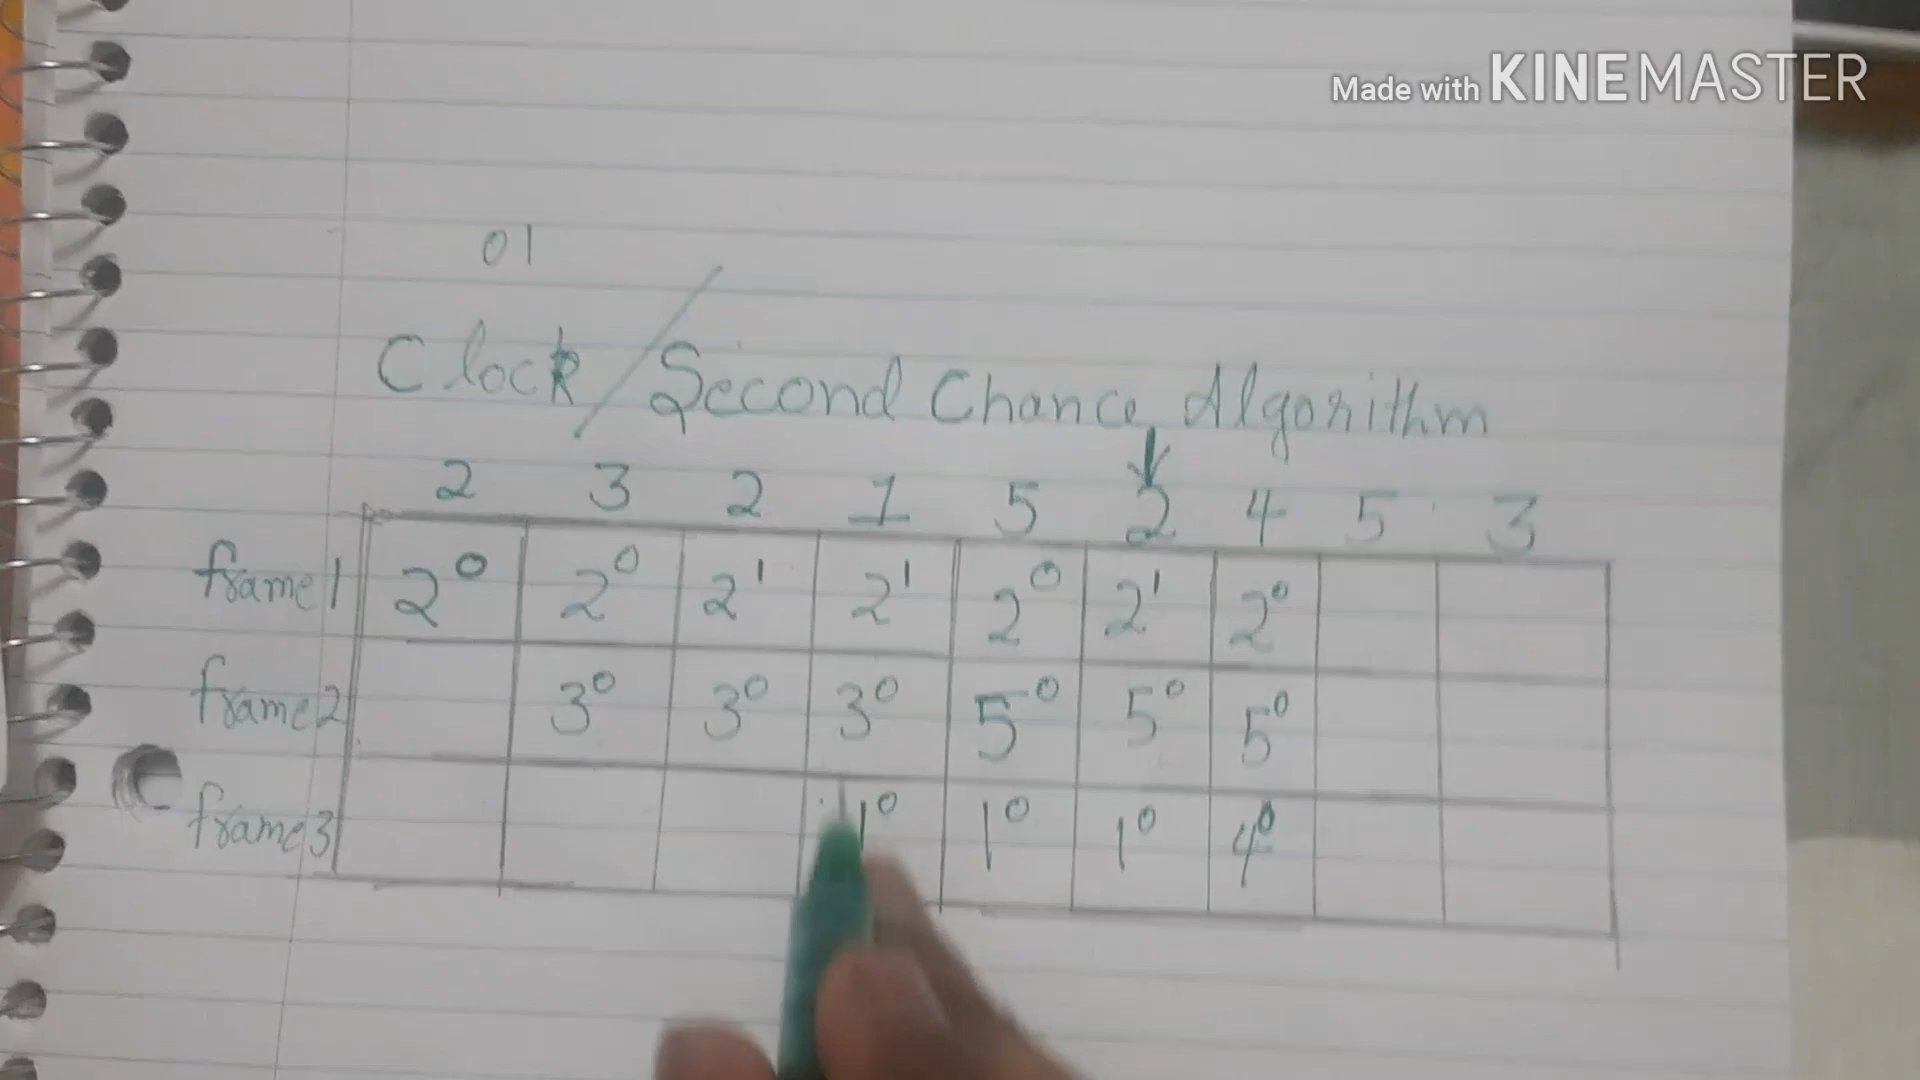 Made with KINEMASTER
01
Clock/Second Chance Algorithm
2 3 2 1 5 2 4 5 3
frame1 2⁰ 2⁰ 2¹ 2¹ 2⁰ 2¹ 2⁰
frame2 3⁰ 3⁰ 3⁰ 5⁰ 5⁰ 5⁰
frame3 1⁰ 1⁰ 1⁰ 4⁰